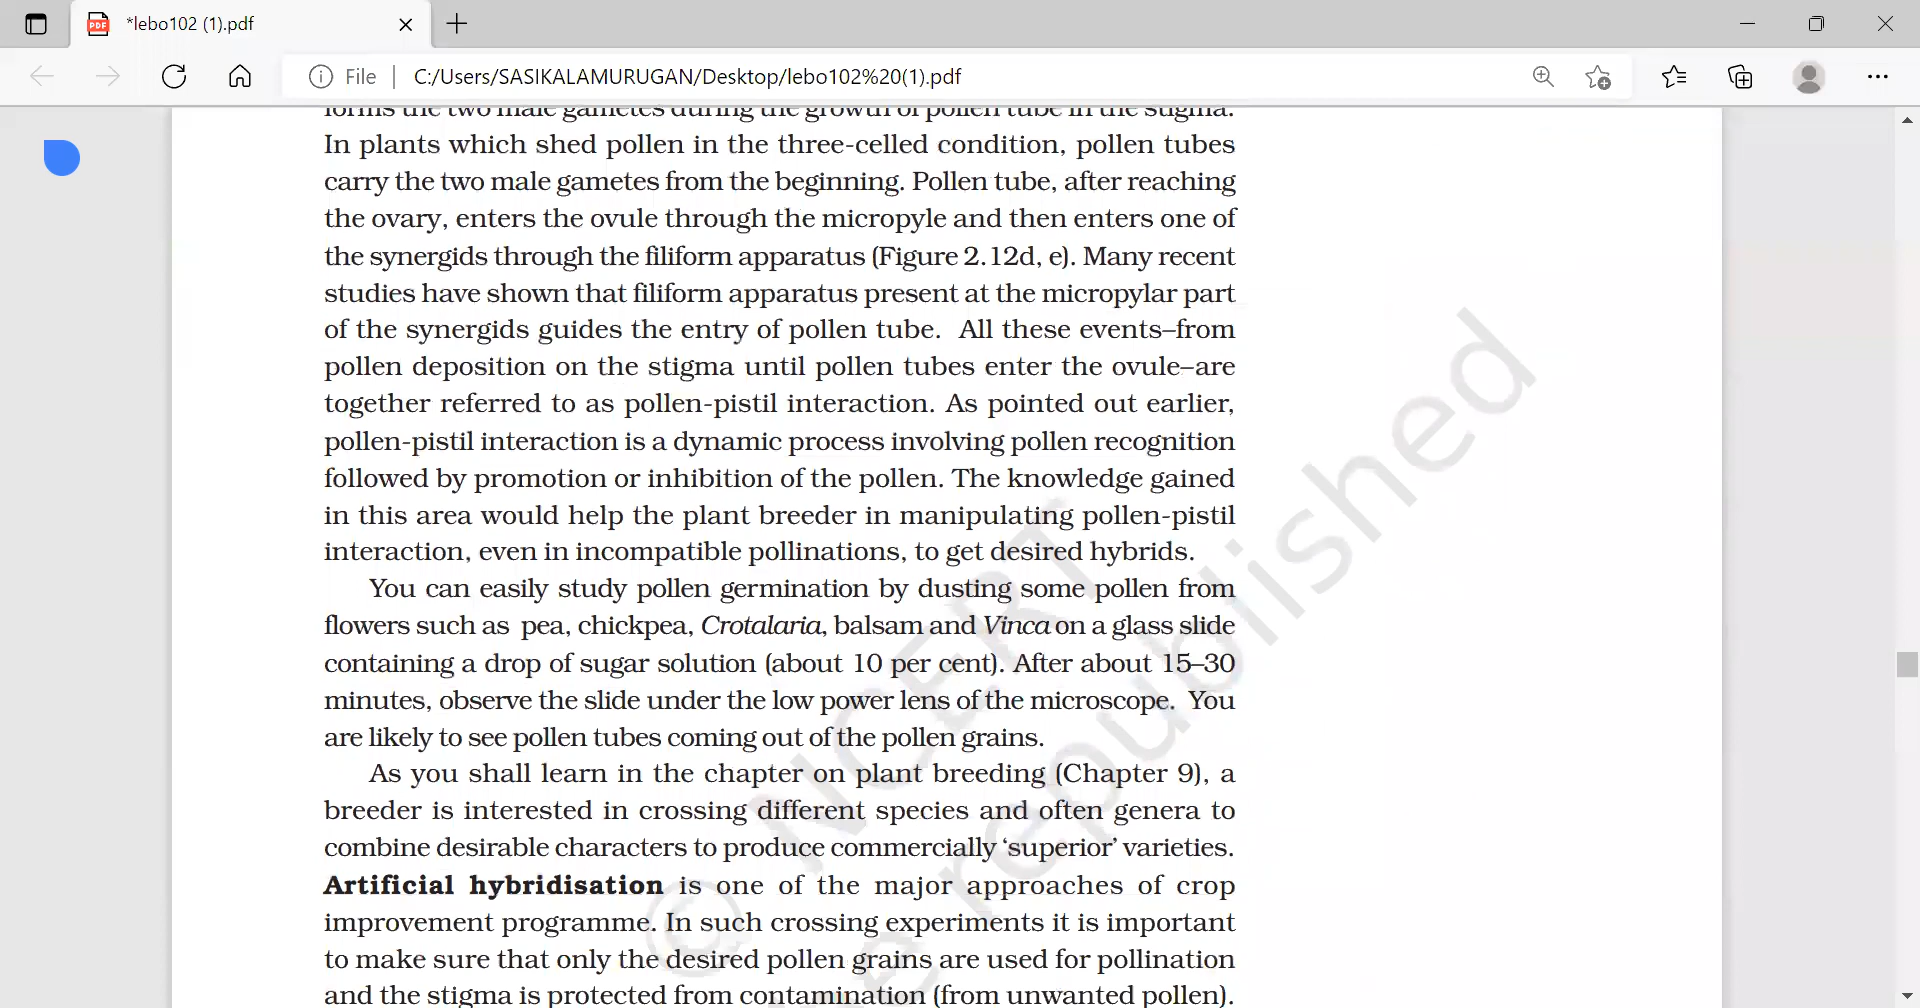 *lebo102 (1).pdf
File
C:/Users/SASIKALAMURUGAN/Desktop/lebo102%20(1).pdf
forms the two male gametes during the growth of pollen tube in the stigma.
In plants which shed pollen in the three-celled condition, pollen tubes
carry the two male gametes from the beginning. Pollen tube, after reaching
the ovary, enters the ovule through the micropyle and then enters one of
the synergids through the filiform apparatus (Figure 2.12d, e). Many recent
studies have shown that filiform apparatus present at the micropylar part
of the synergids guides the entry of pollen tube. All these events–from
pollen deposition on the stigma until pollen tubes enter the ovule–are
together referred to as pollen-pistil interaction. As pointed out earlier,
pollen-pistil interaction is a dynamic process involving pollen recognition
followed by promotion or inhibition of the pollen. The knowledge gained
in this area would help the plant breeder in manipulating pollen-pistil
interaction, even in incompatible pollinations, to get desired hybrids.
You can easily study pollen germination by dusting some pollen from
flowers such as pea, chickpea, Crotalaria, balsam and Vinca on a glass slide
containing a drop of sugar solution (about 10 per cent). After about 15–30
minutes, observe the slide under the low power lens of the microscope. You
are likely to see pollen tubes coming out of the pollen grains.
As you shall learn in the chapter on plant breeding (Chapter 9), a
breeder is interested in crossing different species and often genera to
combine desirable characters to produce commercially ‘superior’ varieties.
Artificial hybridisation is one of the major approaches of crop
improvement programme. In such crossing experiments it is important
to make sure that only the desired pollen grains are used for pollination
and the stigma is protected from contamination (from unwanted pollen).
© NCERT
republished